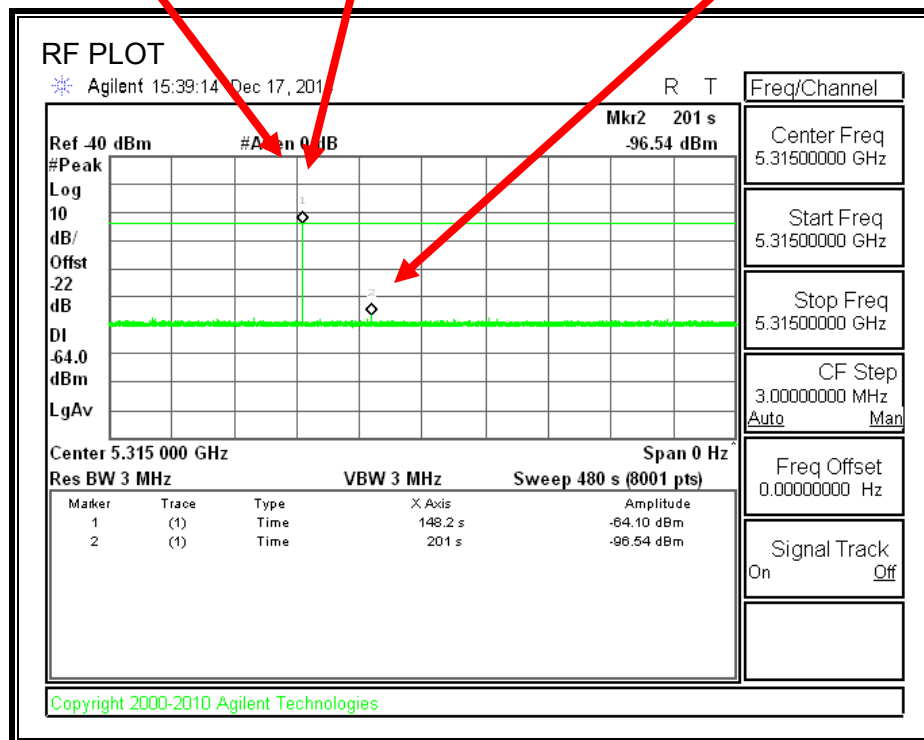 RF PLOT
Agilent 15:39:14 Dec 17,
R T
Mkr2 201 s
Ref -40 dBm 0 dB -96.54 dBm
#Peak
Log
10
dB/
Offst
-22
dB
DI
-64.0
dBm
LgAv
1
2
Center 5.315 000 GHz Span 0 Hz^
Res BW 3 MHz VBW 3 MHz Sweep 480 s (8001 pts)
Marker Trace Type X Axis Amplitude
1 (1) Time 148.2 s -64.10 dBm
2 (1) Time 201 s -96.54 dBm
Freq/Channel
Center Freq
5.31500000 GHz
Start Freq
5.31500000 GHz
Stop Freq
5.31500000 GHz
CF Step
3.00000000 MHz
Auto Man
Freq Offset
0.00000000 Hz
Signal Track
On Off
Copyright 2000-2010 Agilent Technologies